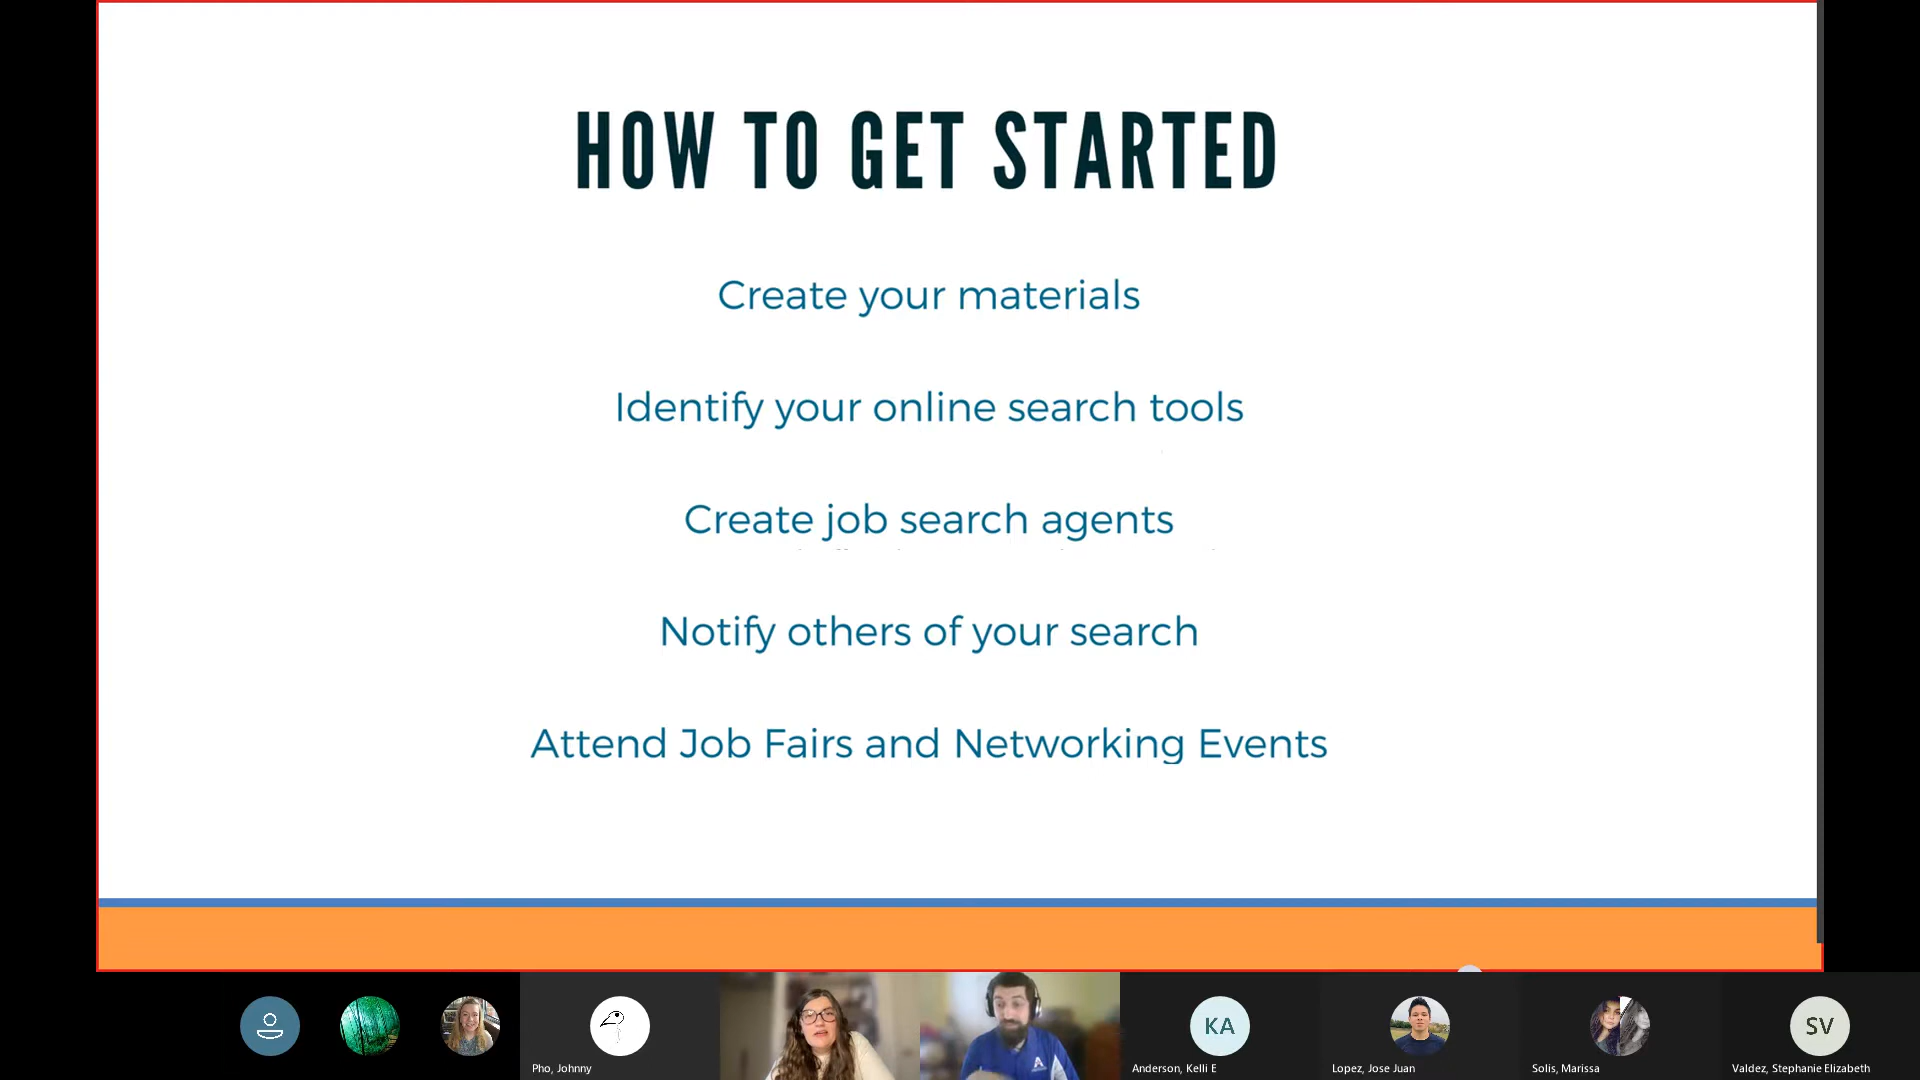 HOW TO GET STARTED
Create your materials
Identify your online search tools
Create job search agents
Notify others of your search
Attend Job Fairs and Networking Events
KA
SV
Pho, Johnny
Anderson, Kelli E
Lopez, Jose Juan
Solis, Marissa
Valdez, Stephanie Elizabeth
A